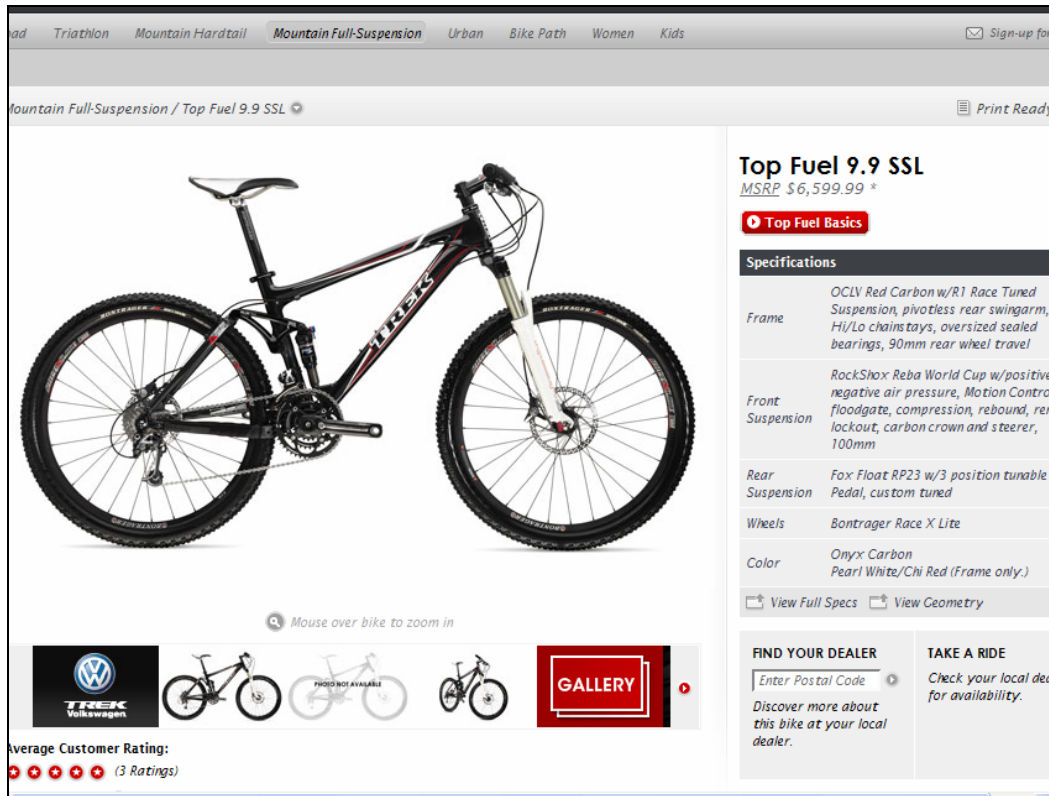 Triathlon Mountain Hardtail Mountain Full-Suspension Urban Bike Path Women Kids
Sign-up for
Mountain Full-Suspension / Top Fuel 9.9 SSL
Print Ready
TREK
BONTRAGER
BONTRAGER
BONTRAGER
BONTRAGER
Top Fuel 9.9 SSL
MSRP $6,599.99 *
Top Fuel Basics
Specifications
Frame
OCLV Red Carbon w/R1 Race Tuned
Suspension, pivotless rear swingarm,
Hi/Lo chainstays, oversized sealed
bearings, 90mm rear wheel travel
Front
Suspension
RockShox Reba World Cup w/positive
negative air pressure, Motion Contro
floodgate, compression, rebound, rer
lockout, carbon crown and steerer,
100mm
Rear
Suspension
Fox Float RP23 w/3 position tunable
Pedal, custom tuned
Wheels
Bontrager Race X Lite
Color
Onyx Carbon
Pearl White/Chi Red (Frame only.)
View Full Specs View Geometry
Mouse over bike to zoom in
TREK
Volkswagen
PHOTO NOT AVAILABLE
GALLERY
FIND YOUR DEALER
Enter Postal Code
Discover more about
this bike at your local
dealer.
TAKE A RIDE
Check your local dea
for availability.
Average Customer Rating:
(3 Ratings)